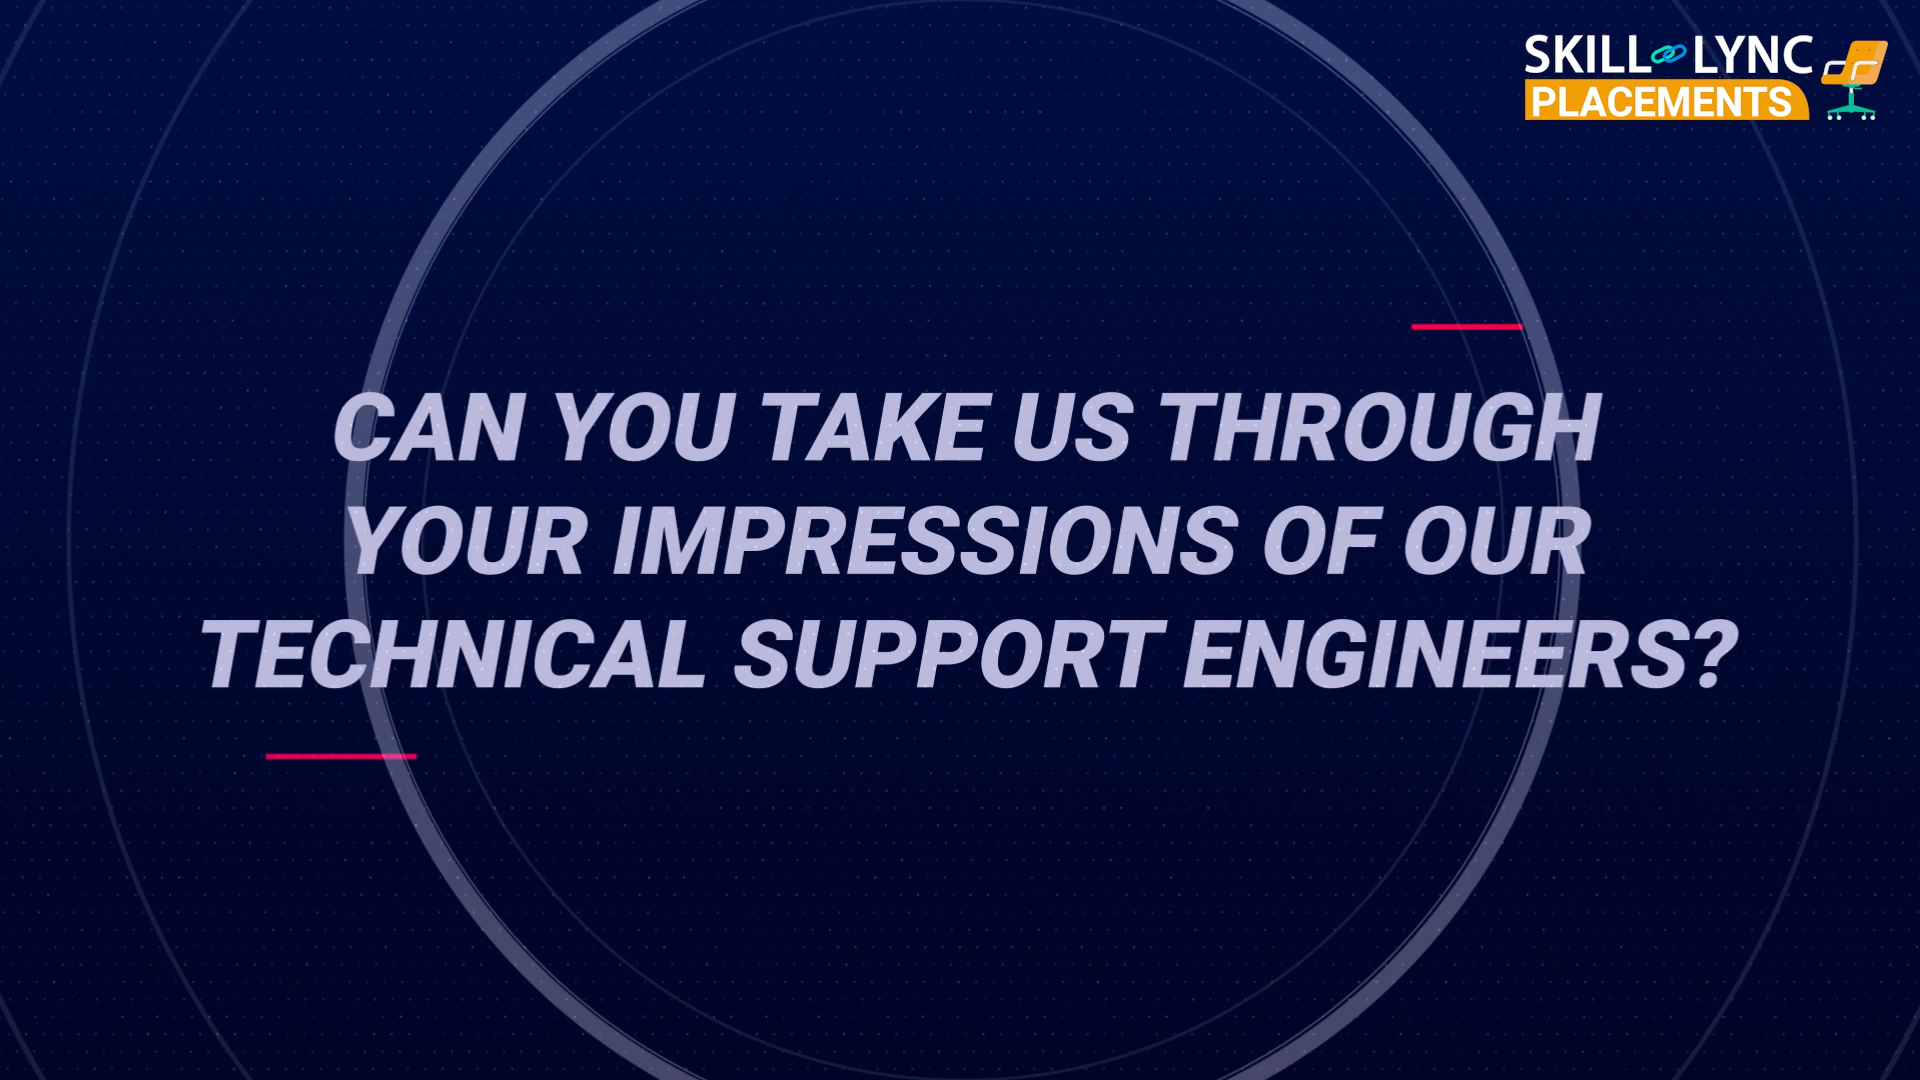 SKILL LYNC
PLACEMENTS
CAN YOU TAKE US THROUGH
YOUR IMPRESSIONS OF OUR
TECHNICAL SUPPORT ENGINEERS?